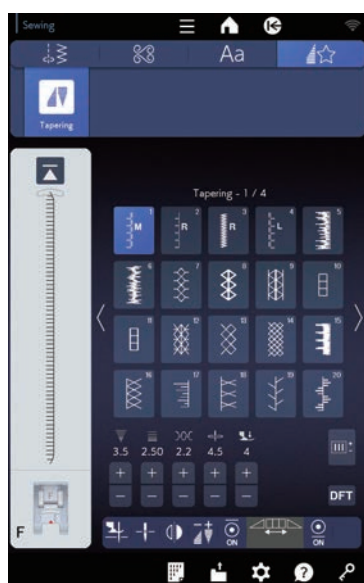 Sewing
Aa
Tapering
Tapering - 1 / 4
M 1
R 2
R 3
L 4
5
6
7
8
9
10
11
12
13
14
15
16
17
18
19
20
3.5 2.50 2.2 4.5 4
+ + + + +
− − − − −
DFT
F
ON
ON
?